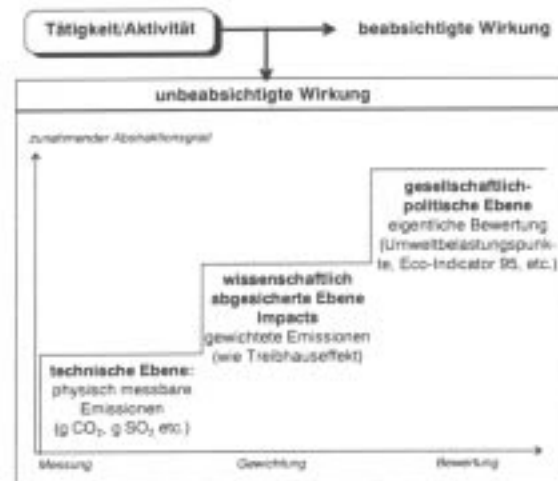 Tätigkeit/Aktivität
beabsichtigte Wirkung
unbeabsichtigte Wirkung
zunehmender Abstraktionsgrad
gesellschaftlich-
politische Ebene
eigentliche Bewertung
(Umweltbelastungspunk-
te, Eco-Indicator 95, etc.)
wissenschaftlich
abgesicherte Ebene
Impacts
gewichtete Emissionen
(wie Treibhauseffekt)
technische Ebene:
physisch messbare
Emissionen
(g CO₂, g SO₂ etc.)
Messung Gewichtung Bewertung